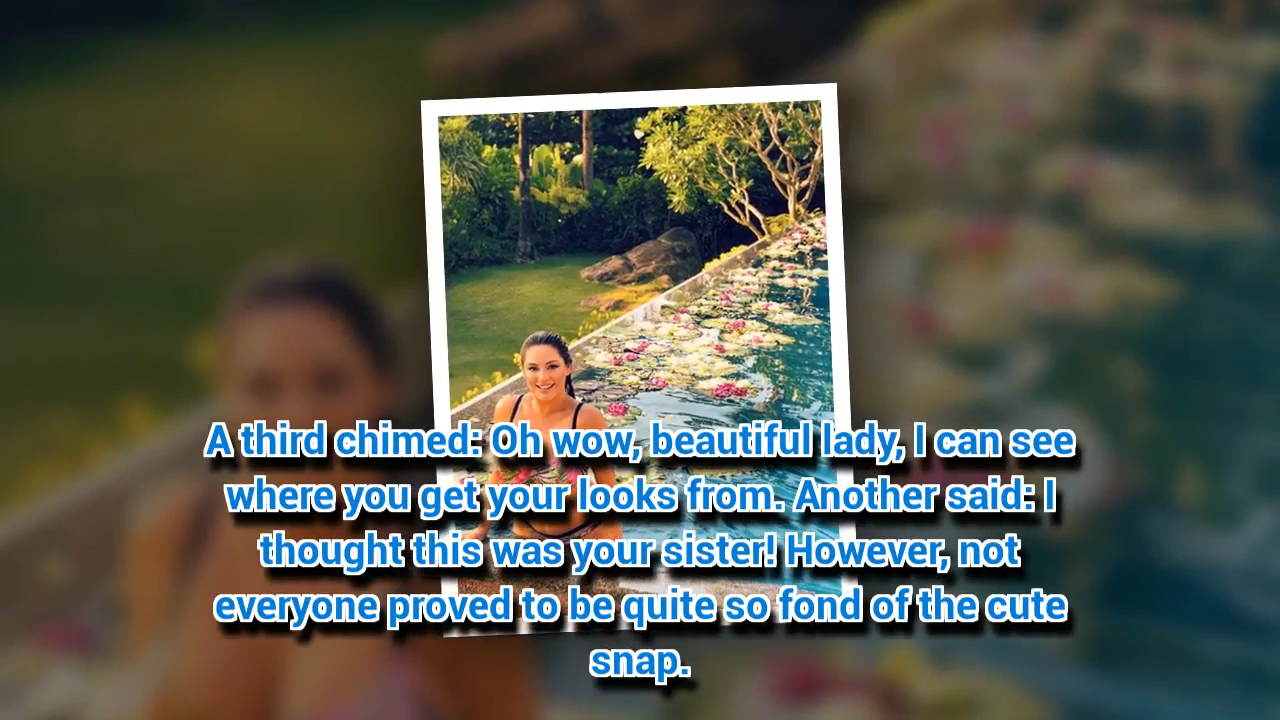 A third chimed: Oh wow, beautiful lady, I can see
where you get your looks from. Another said: I
thought this was your sister! However, not
everyone proved to be quite so fond of the cute
snap.